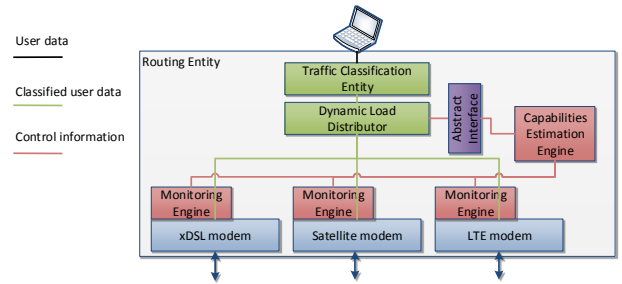 User data
Classified user data
Control information
Routing Entity
Traffic Classification
Entity
Dynamic Load
Distributor
Abstract
Interface
Capabilities
Estimation
Engine
Monitoring
Engine
Monitoring
Engine
Monitoring
Engine
xDSL modem
Satellite modem
LTE modem